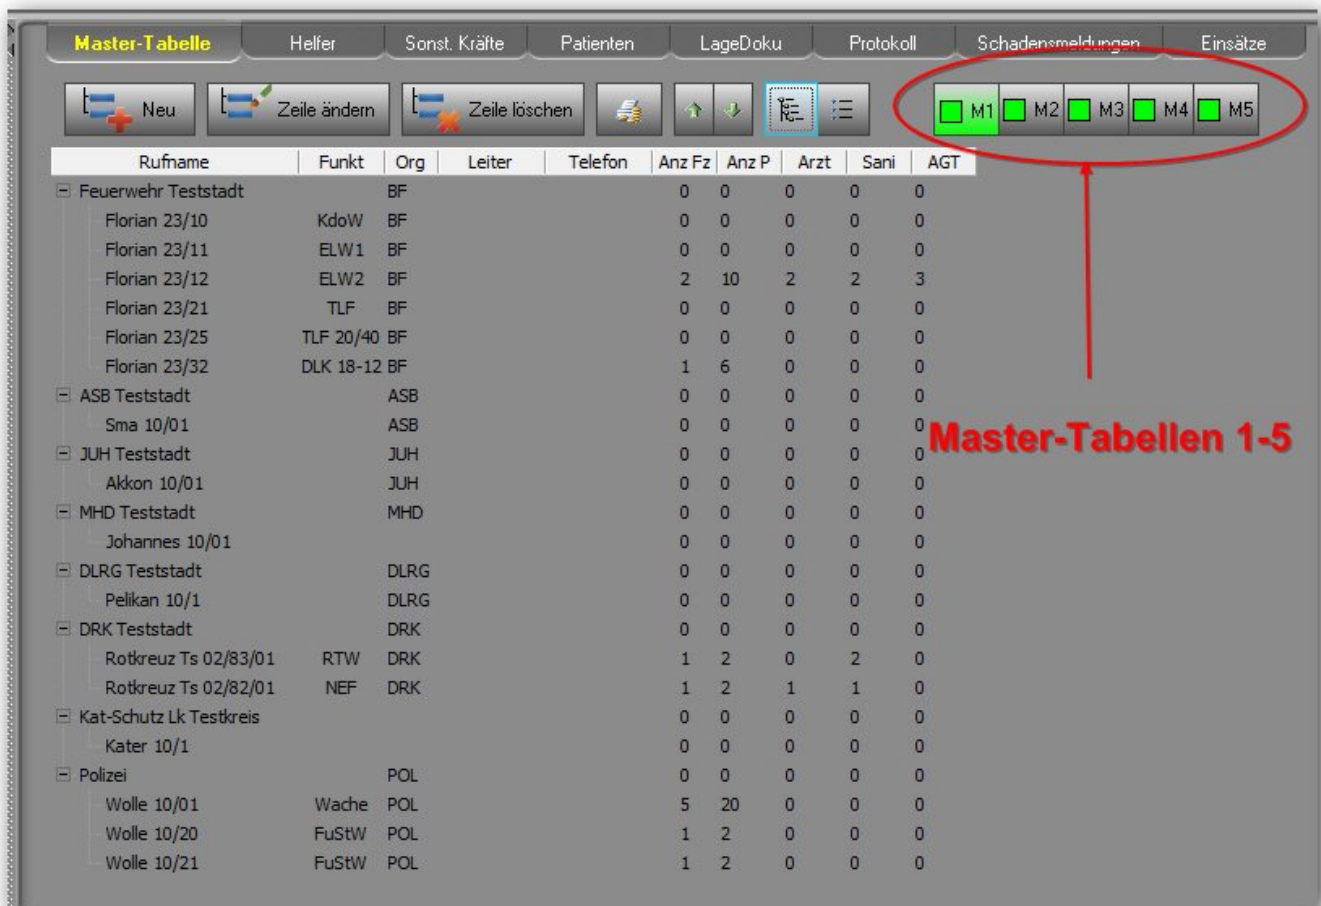 Master-Tabelle Helfer Sonst. Kräfte Patienten LageDoku Protokoll Schadensmeldungen Einsätze
Neu Zeile ändern Zeile löschen M1 M2 M3 M4 M5
Rufname Funkt Org Leiter Telefon Anz Fz Anz P Arzt Sani AGT
Feuerwehr Teststadt BF 0 0 0 0 0
Florian 23/10 KdoW BF 0 0 0 0 0
Florian 23/11 ELW1 BF 0 0 0 0 0
Florian 23/12 ELW2 BF 2 10 2 2 3
Florian 23/21 TLF BF 0 0 0 0 0
Florian 23/25 TLF 20/40 BF 0 0 0 0 0
Florian 23/32 DLK 18-12 BF 1 6 0 0 0
ASB Teststadt ASB 0 0 0 0 0
Sma 10/01 ASB 0 0 0 0 0
Master-Tabellen 1-5
JUH Teststadt JUH 0 0 0 0 0
Akkon 10/01 JUH 0 0 0 0 0
MHD Teststadt MHD 0 0 0 0 0
Johannes 10/01 0 0 0 0 0
DLRG Teststadt DLRG 0 0 0 0 0
Pelikan 10/1 DLRG 0 0 0 0 0
DRK Teststadt DRK 0 0 0 0 0
Rotkreuz Ts 02/83/01 RTW DRK 1 2 0 2 0
Rotkreuz Ts 02/82/01 NEF DRK 1 2 1 1 0
Kat-Schutz Lk Testkreis 0 0 0 0 0
Kater 10/1 0 0 0 0 0
Polizei POL 0 0 0 0 0
Wolle 10/01 Wache POL 5 20 0 0 0
Wolle 10/20 FuStW POL 1 2 0 0 0
Wolle 10/21 FuStW POL 1 2 0 0 0